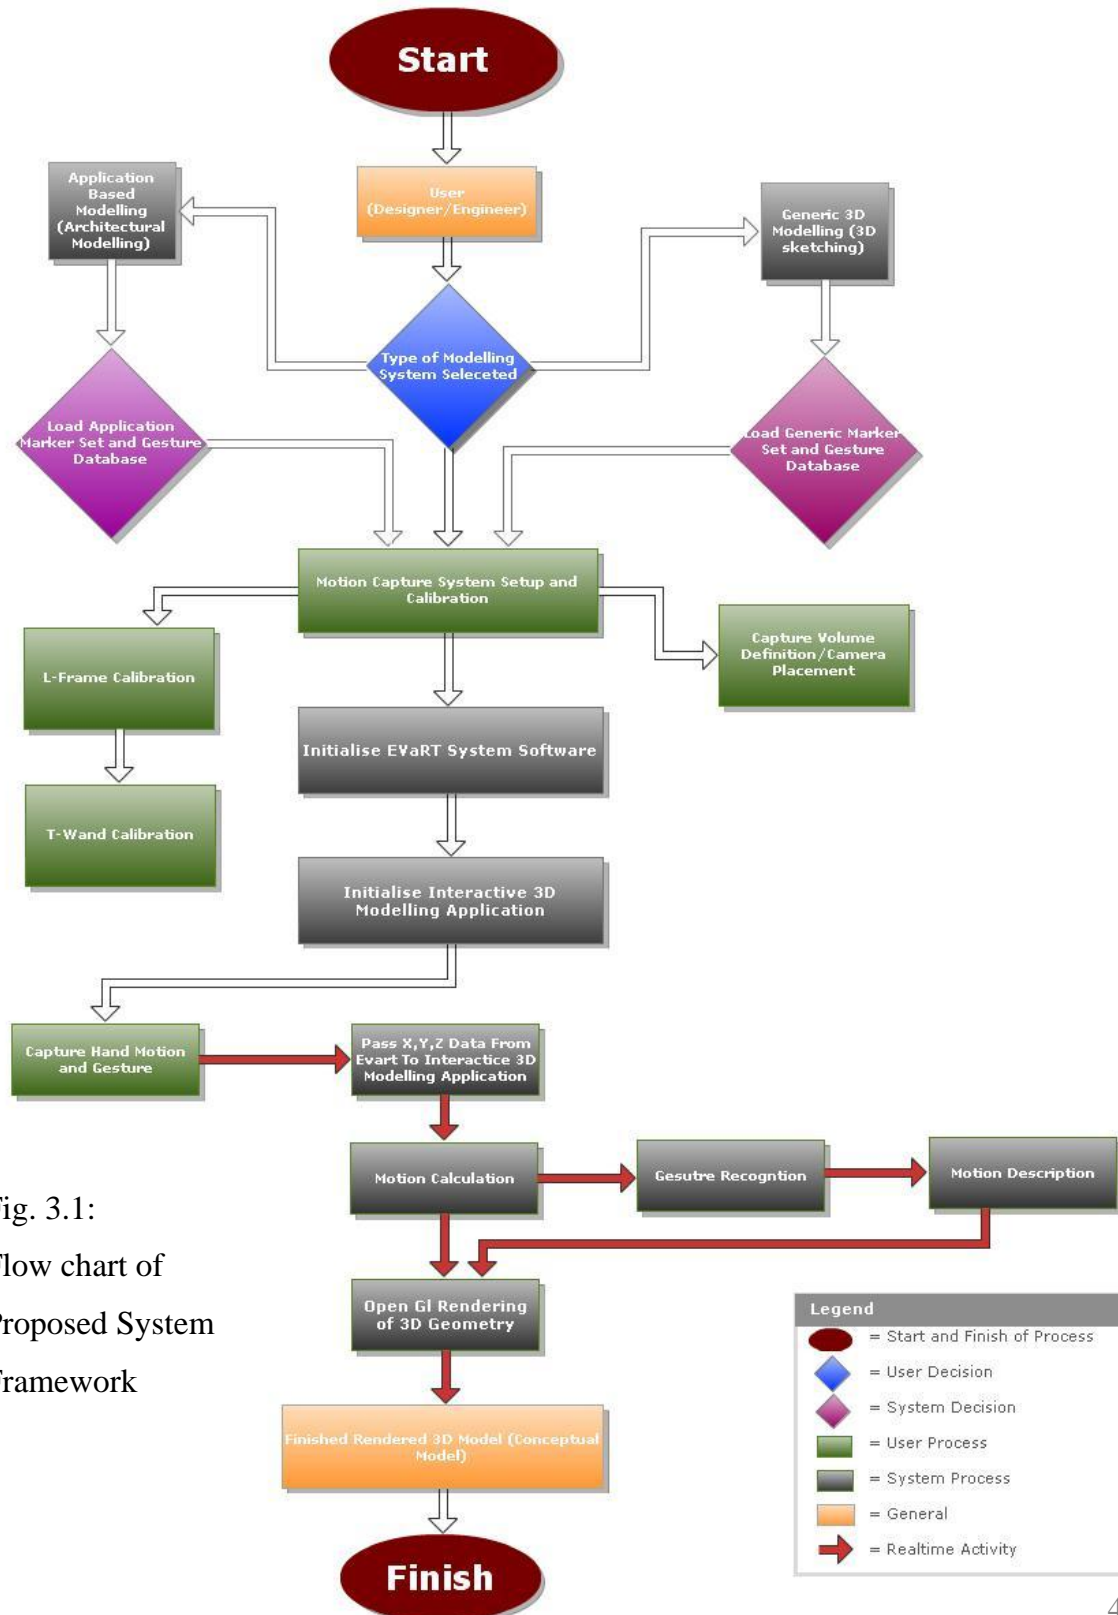 Start
User
(Designer/Engineer)
Application
Based
Modelling
(Architectural
Modelling)
Generic 3D
Modelling (3D
sketching)
Type of Modelling
System Seleceted
Load Application
Marker Set and Gesture
Database
Load Generic Marker
Set and Gesture
Database
Motion Capture System Setup and
Calibration
L-Frame Calibration
Capture Volume
Definition/Camera
Placement
Initialise EVaRT System Software
T-Wand Calibration
Initialise Interactive 3D
Modelling Application
Capture Hand Motion
and Gesture
Pass X,Y,Z Data From
Evart To Interactice 3D
Modelling Application
Motion Calculation
Gesutre Recogntion
Motion Description
Fig. 3.1:
Flow chart of
Proposed System
Framework
Open Gl Rendering
of 3D Geometry
Finished Rendered 3D Model (Conceptual
Model)
Finish
Legend
= Start and Finish of Process
= User Decision
= System Decision
= User Process
= System Process
= General
= Realtime Activity